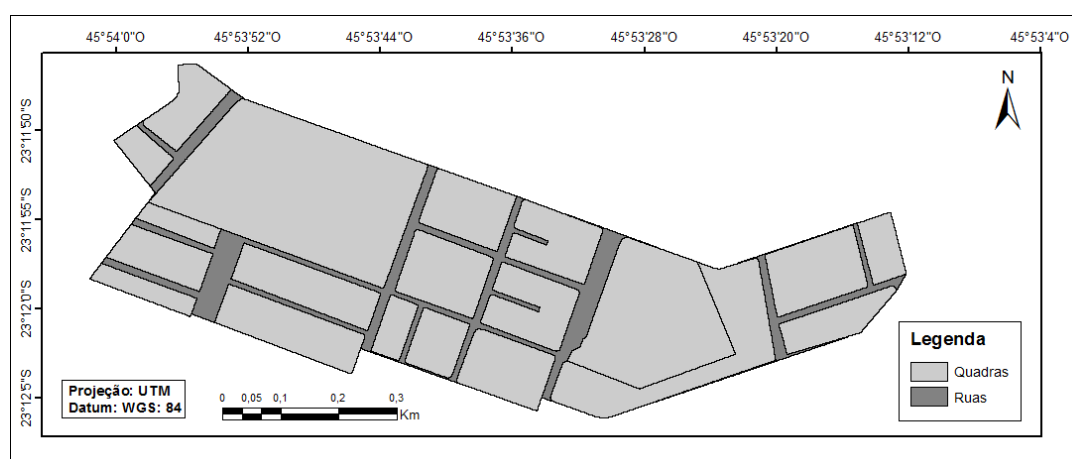 45°54'0"O 45°53'52"O 45°53'44"O 45°53'36"O 45°53'28"O 45°53'20"O 45°53'12"O 45°53'4"O
N
23°11'50"S
23°11'55"S
23°12'0"S
23°12'5"S
Legenda
Quadras
Ruas
Projeção: UTM
Datum: WGS: 84
0 0,05 0,1 0,2 0,3
Km